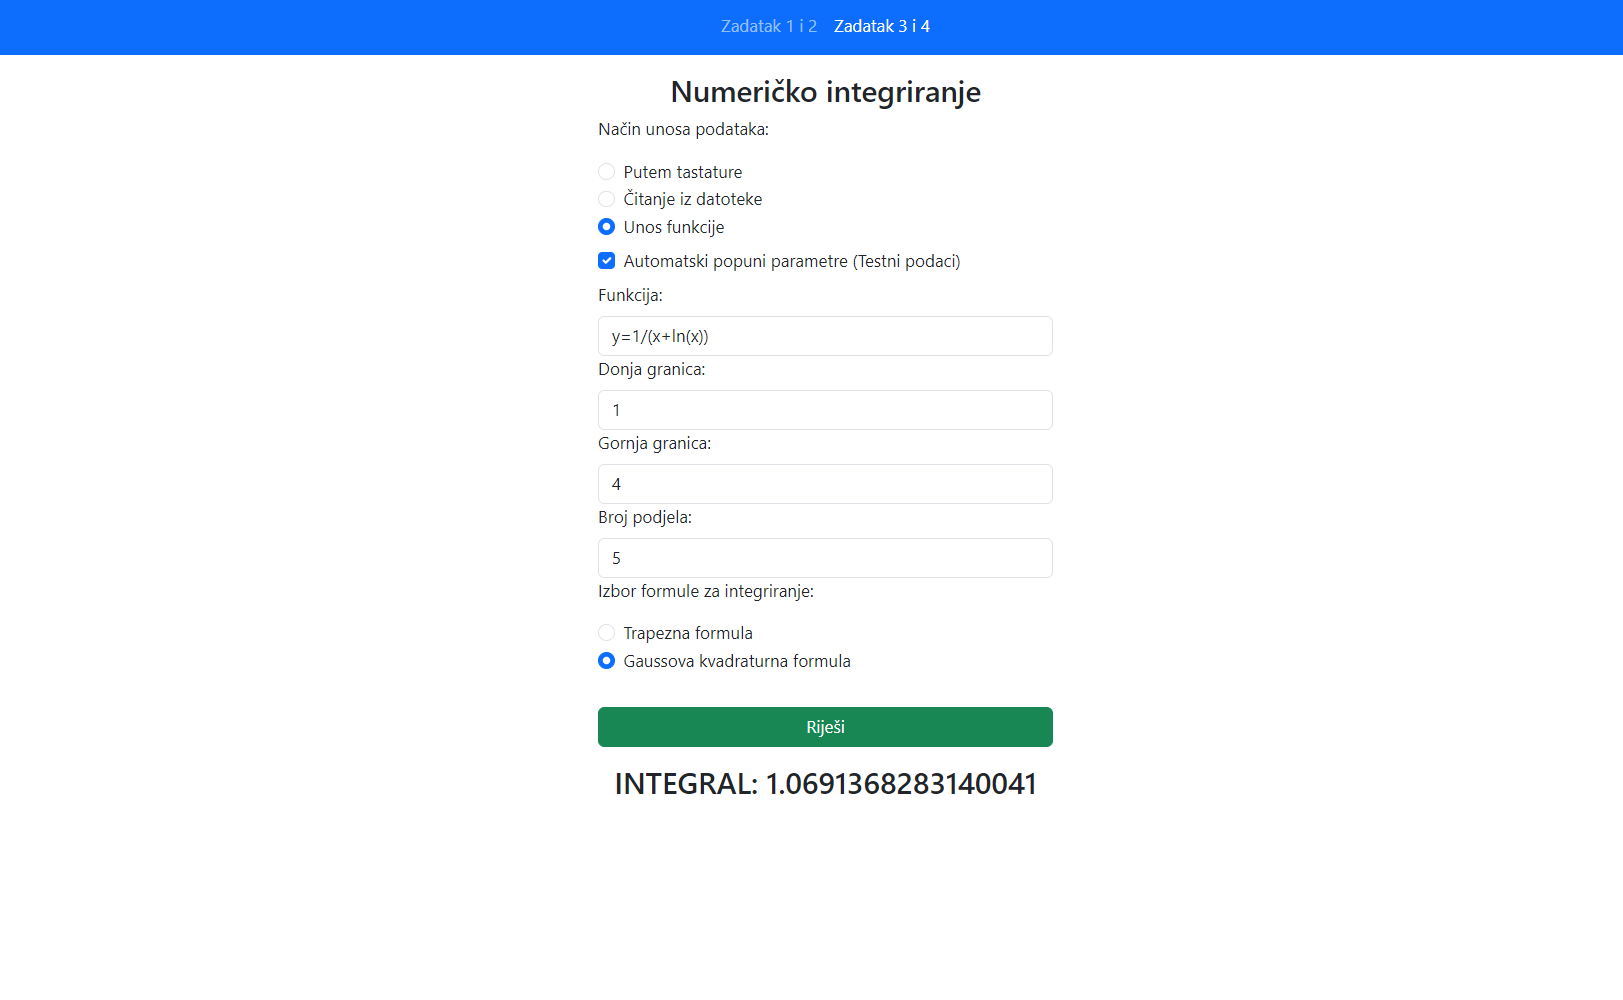 Zadatak 1 i 2 Zadatak 3 i 4
Numeričko integriranje
Način unosa podataka:
Putem tastature
Čitanje iz datoteke
Unos funkcije
Automatski popuni parametre (Testni podaci)
Funkcija:
y=1/(x+ln(x))
Donja granica:
1
Gornja granica:
4
Broj podjela:
5
Izbor formule za integriranje:
Trapezna formula
Gaussova kvadraturna formula
Riješi
INTEGRAL: 1.0691368283140041